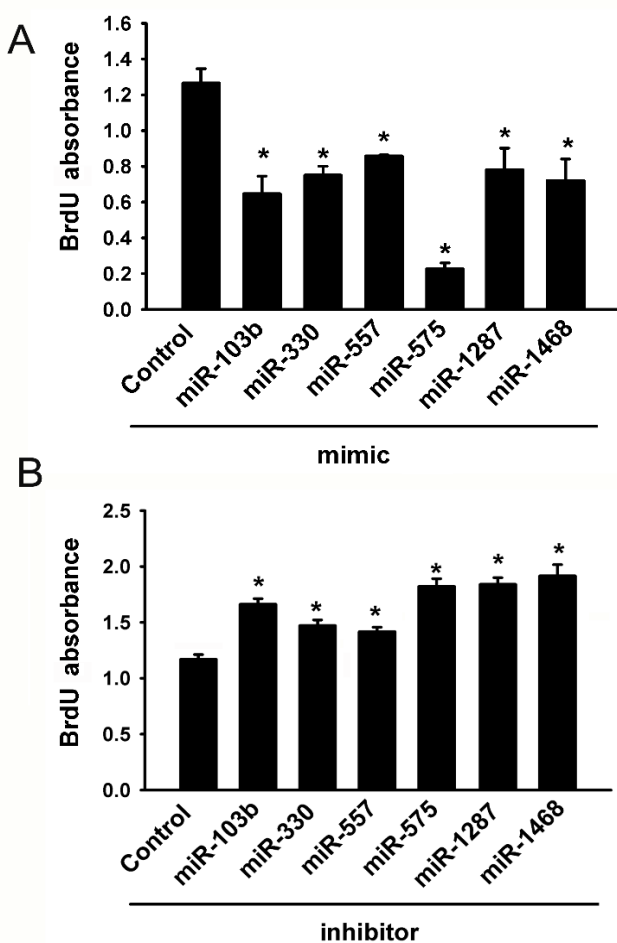 A
BrdU absorbance
1.6
1.4
1.2
1.0
0.8
0.6
0.4
0.2
0.0
* * * * * *
Control miR-103b miR-330 miR-557 miR-575 miR-1287 miR-1468
mimic
B
BrdU absorbance
2.5
2.0
1.5
1.0
0.5
0.0
* * * * * *
Control miR-103b miR-330 miR-557 miR-575 miR-1287 miR-1468
inhibitor